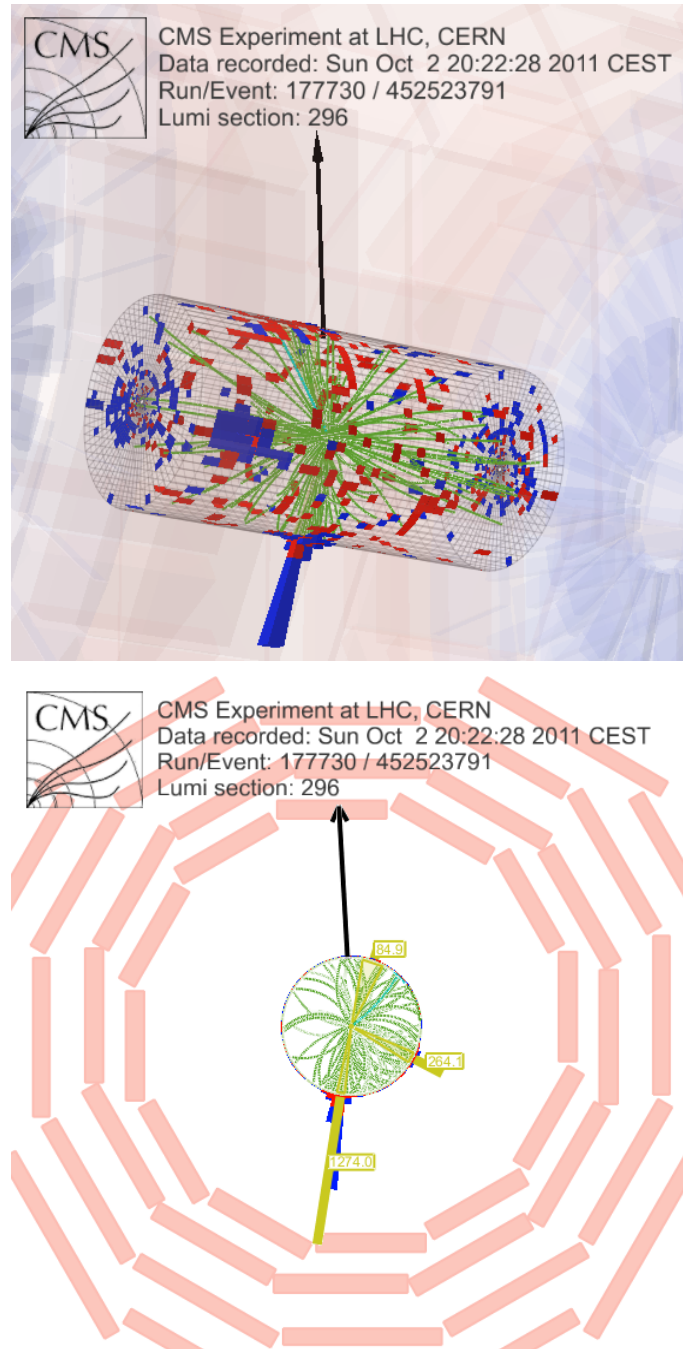 CMS
CMS Experiment at LHC, CERN
Data recorded: Sun Oct 2 20:22:28 2011 CEST
Run/Event: 177730 / 452523791
Lumi section: 296
CMS
CMS Experiment at LHC, CERN
Data recorded: Sun Oct 2 20:22:28 2011 CEST
Run/Event: 177730 / 452523791
Lumi section: 296
84.9
264.1
1274.0